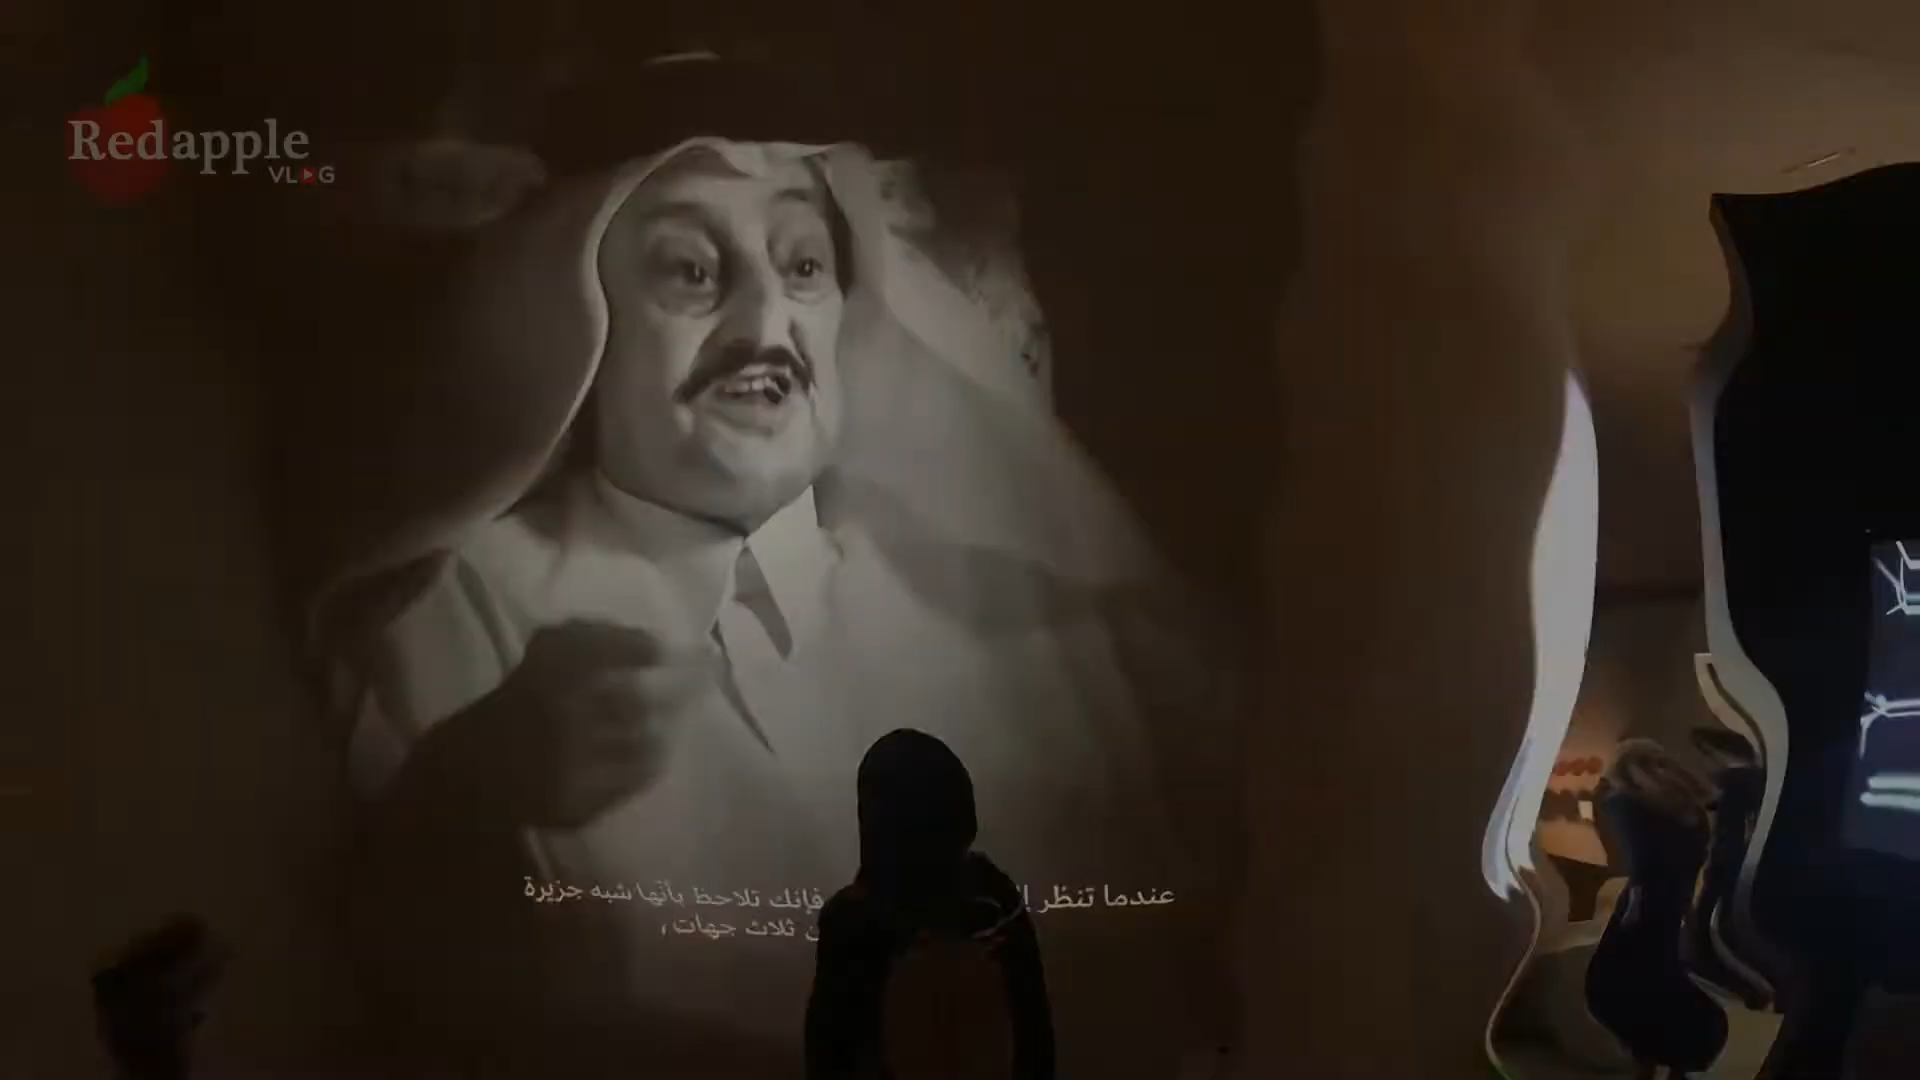 Redapple
VLOG
عندما تنظر فإنك تلاحظ بأنها شبه جزيرة
ثلاث جهات ،